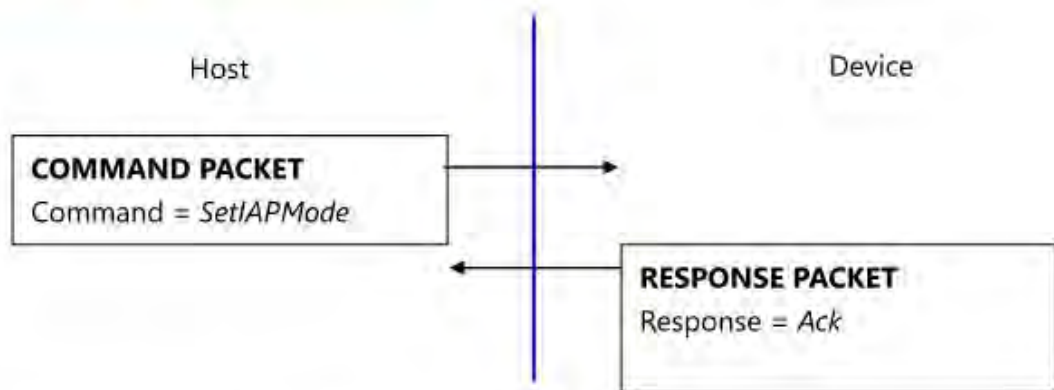 Host
Device
COMMAND PACKET
Command = SetIAPMode
RESPONSE PACKET
Response = Ack